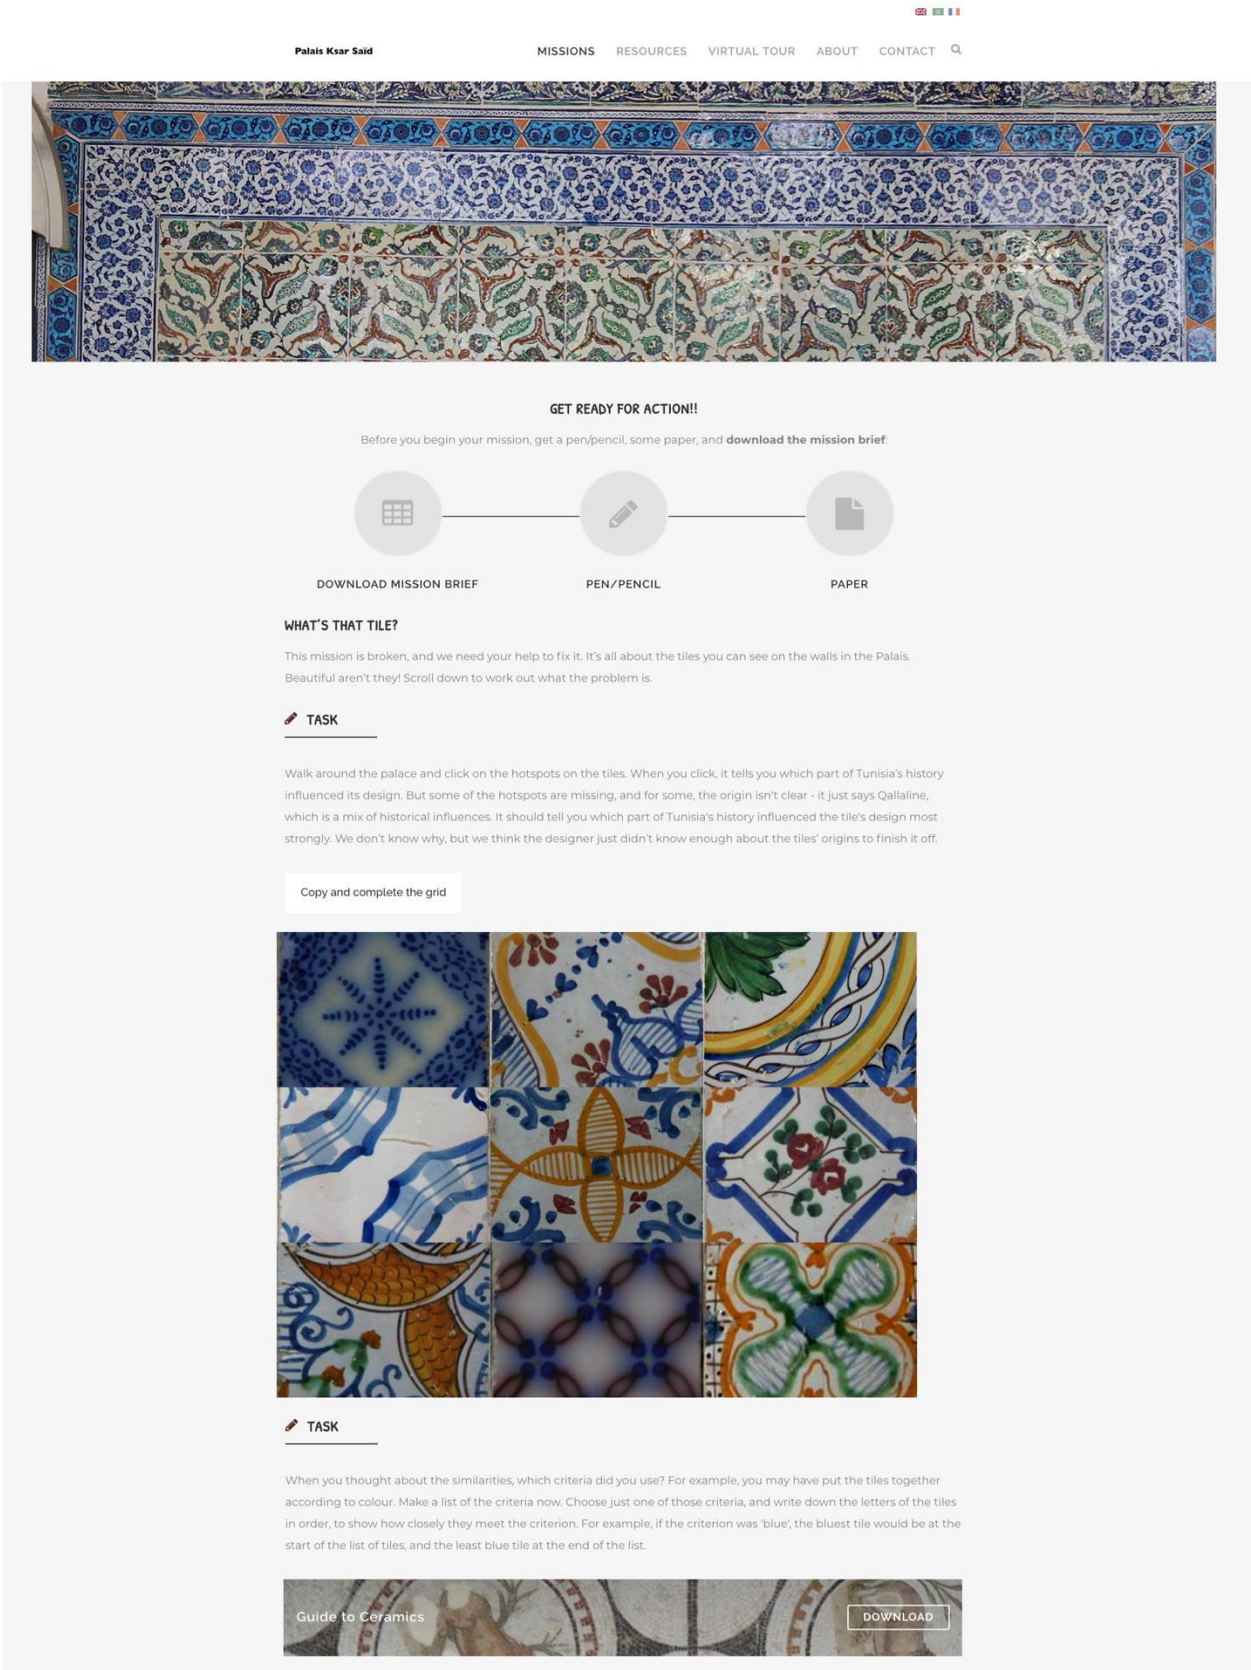 Palais Ksar Saïd
MISSIONS RESOURCES VIRTUAL TOUR ABOUT CONTACT
GET READY FOR ACTION!!
Before you begin your mission, get a pen/pencil, some paper, and download the mission brief:
DOWNLOAD MISSION BRIEF PEN/PENCIL PAPER
WHAT'S THAT TILE?
This mission is broken, and we need your help to fix it. It's all about the tiles you can see on the walls in the Palais.
Beautiful aren't they! Scroll down to work out what the problem is.
TASK
Walk around the palace and click on the hotspots on the tiles. When you click, it tells you which part of Tunisia's history
influenced its design. But some of the hotspots are missing, and for some, the origin isn't clear - it just says Qallaline,
which is a mix of historical influences. It should tell you which part of Tunisia's history influenced the tile's design most
strongly. We don't know why, but we think the designer just didn't know enough about the tiles' origins to finish it off.
Copy and complete the grid
TASK
When you thought about the similarities, which criteria did you use? For example, you may have put the tiles together
according to colour. Make a list of the criteria now. Choose just one of those criteria, and write down the letters of the tiles
in order, to show how closely they meet the criterion. For example, if the criterion was 'blue', the bluest tile would be at the
start of the list of tiles, and the least blue tile at the end of the list.
Guide to Ceramics DOWNLOAD